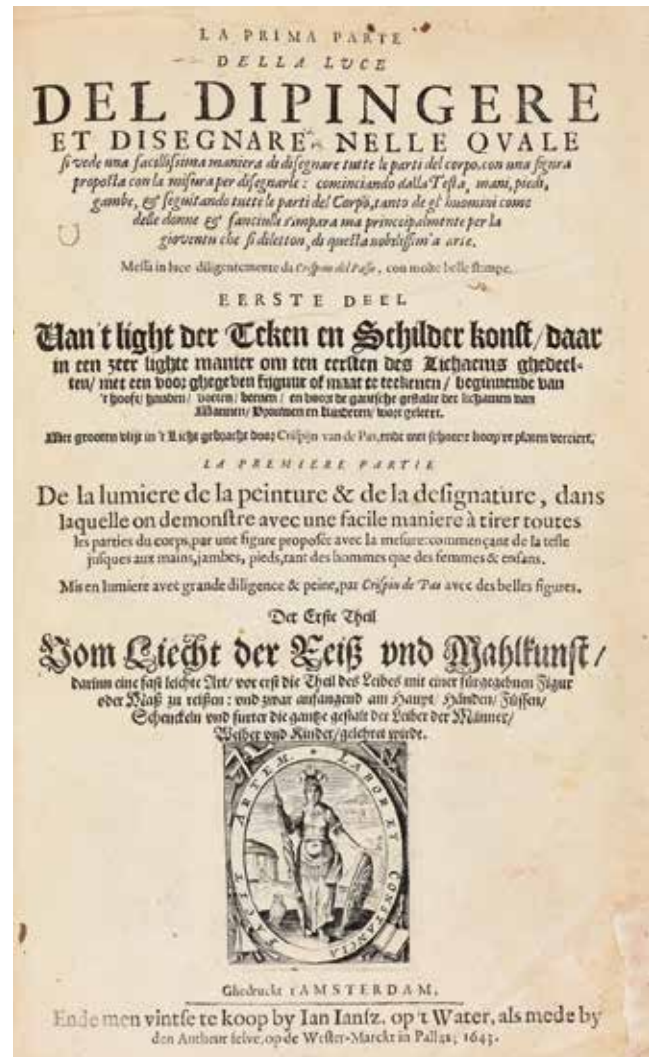 LA PRIMA PARTE
DELLA LVCE
DEL DIPINGERE
ET DISEGNARE NELLE QVALE
si vede una facilissima maniera di disegnare tutte le parti del corpo, con una figura
proposta con la misura per disegnarle: cominciando dalla Testa, mani, piedi,
gambe, & seguitando tutte le parti del Corpo, tanto de gl' huomini come
delle donne & fanciulli s'impara ma principalmente per la
gioventu che si diletton, di questa nobilissim'a arte.
Messa in luce diligentemente da Crispin del Passo, con molte belle stampe.
EERSTE DEEL
Van 't light der Teken en Schilder konst / daar
in een zeer lighte manier om ten eersten des Lichaems ghedeel-
ten / met een voor ghegeven friguur of maat te teekenen / beginnende van
't hooft / handen / voeten / beenen / en voort de gantsche gestalte der lichamen van
Mannen / Vrouwen en kinderen / wort geleert.
Met grooten vlijt in 't Licht gebracht door Crispijn van de Pas, ende met schoone koop're platen verciert.
LA PREMIERE PARTIE
De la lumiere de la peinture & de la designature, dans
laquelle on demonstre avec une facile maniere à tirer toutes
les parties du corps, par une figure proposée avec la mesure: commençant de la teste
jusques aux mains, jambes, pieds, tant des hommes que des femmes & enfans.
Mis en lumiere avec grande diligence & peine, par Crispin de Pas avec des belles figures.
Der Erste Theil
Vom Liecht der Reiß vnd Mahlkunst /
darinn eine fast leichte Art / vor erst die Theil des Leibes mit einer fürgegebnen Figur
oder Maß zu reißen: vnd zwar anfangend am Haupt / Händen / Füssen /
Schenckeln vnd furter die gantze gestalt der Leiber der Männer /
Weiber vnd Kinder / gelehret wirdt.
FACIT ARTEM. LABOR ET CONSTANCIA
Ghedruckt t AMSTERDAM,
Ende men vintse te koop by Ian Iansz. op 't Water, als mede by
den Autheur selve, op de Wester-Marckt in Pallas; 1643.